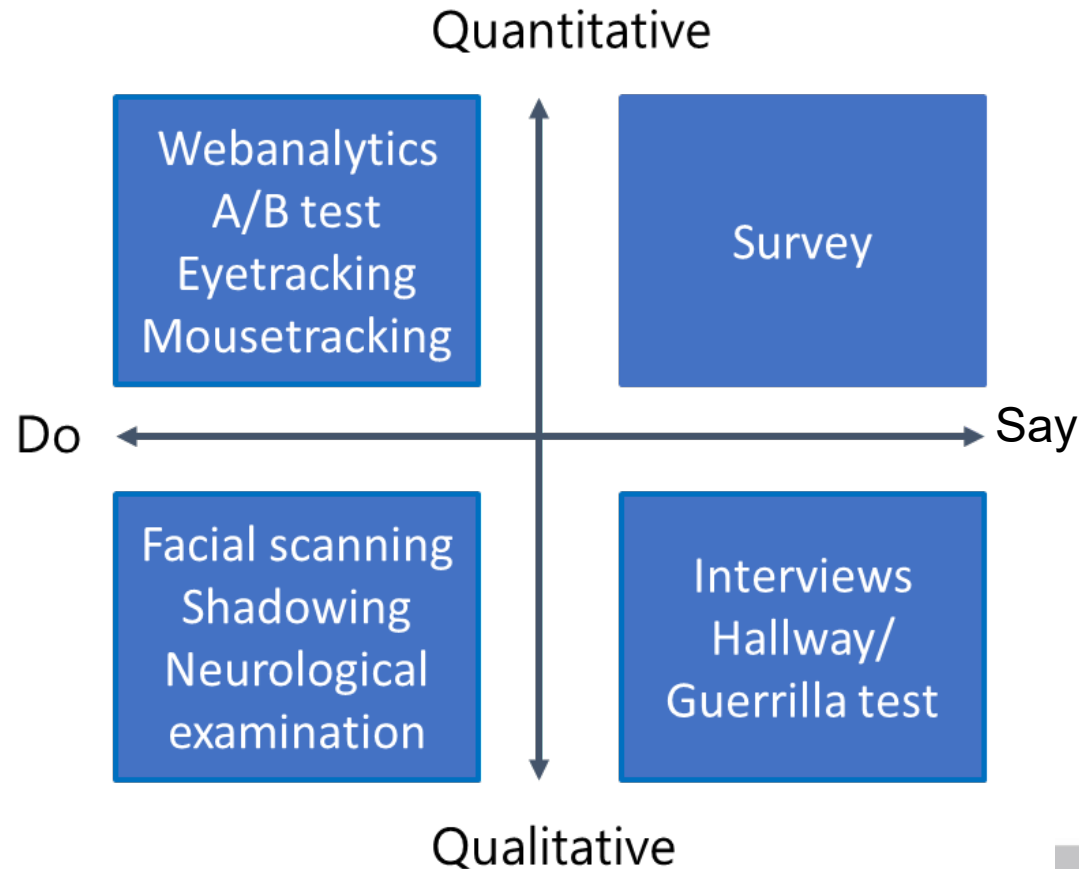 Quantitative
Webanalytics
A/B test
Eyetracking
Mousetracking
Survey
Do
Say
Facial scanning
Shadowing
Neurological
examination
Interviews
Hallway/
Guerrilla test
Qualitative